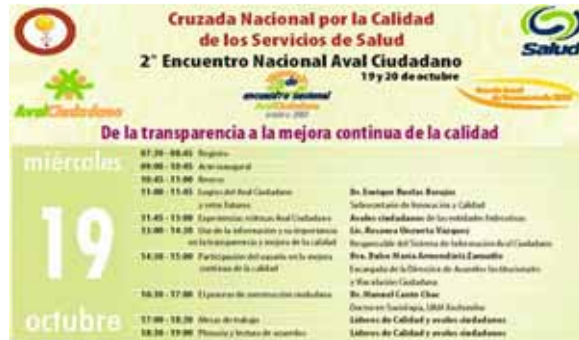 Cruzada Nacional por la Calidad
de los Servicios de Salud
2° Encuentro Nacional Aval Ciudadano
19 y 20 de octubre
Salud
AvalCiudadano
encuentro nacional
AvalCiudadano
De la transparencia a la mejora continua de la calidad
miércoles
19
octubre
07:30 - 08:45 Registro
09:00 - 10:45 Acto inaugural
10:45 - 11:00 Receso
11:00 - 11:45 Logros del Aval Ciudadano
y retos futuros
Dr. Enrique Ruelas Barajas
Subsecretario de Innovación y Calidad
11:45 - 13:00 Experiencias exitosas Aval Ciudadano
Avales ciudadanos de las entidades federativas
13:00 - 14:30 Uso de la información y su importancia
en la transparencia y mejora de la calidad
Lic. Rosaura Vázquez
Responsable del Sistema de Información Aval Ciudadano
14:30 - 15:00 Participación del usuario en la mejora
continua de la calidad
Dra. Dulce María
Encargada de la Dirección de Asuntos Institucionales
y Vinculación Ciudadana
16:30 - 17:00 El proceso de construcción ciudadana
Dr. Manuel Canto Chac
Doctor en Sociología, UAM Xochimilco
17:00 - 18:30 Mesas de trabajo
Líderes de Calidad y avales ciudadanos
18:30 - 19:00 Plenaria y lectura de acuerdos
Líderes de Calidad y avales ciudadanos